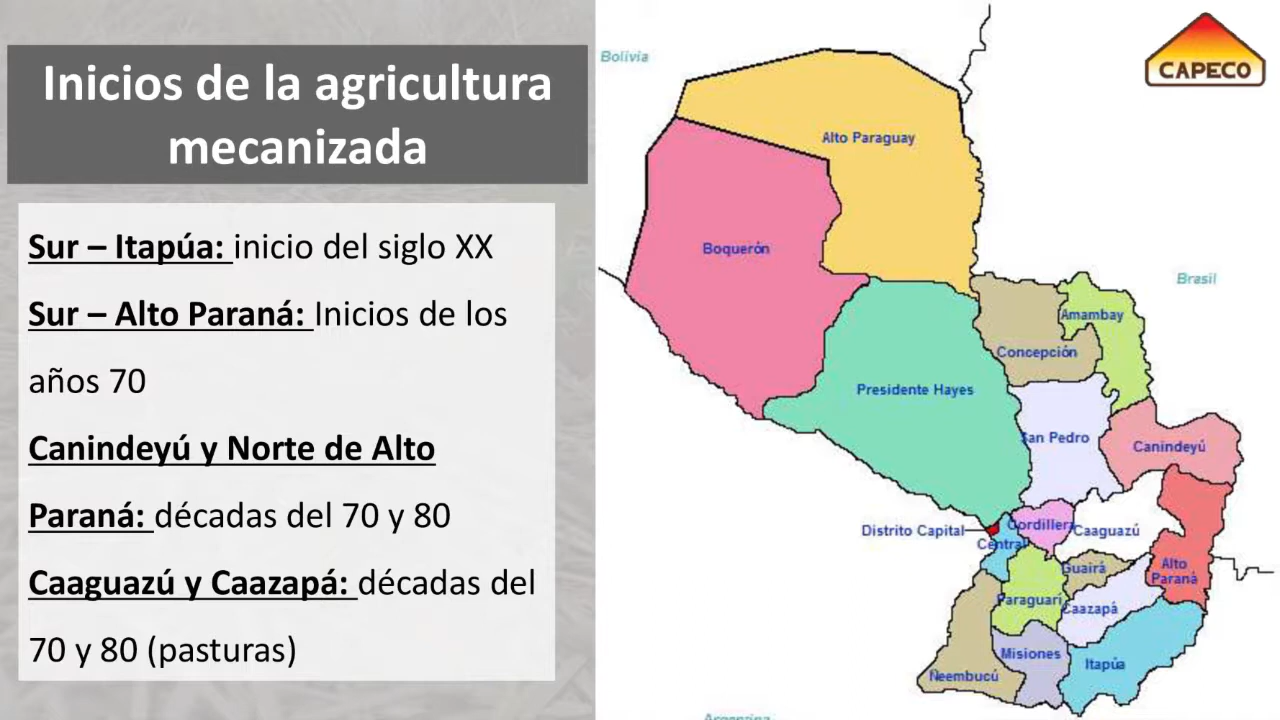 Inicios de la agricultura
mecanizada
Sur – Itapúa: inicio del siglo XX
Sur – Alto Paraná: Inicios de los
años 70
Canindeyú y Norte de Alto
Paraná: décadas del 70 y 80
Caaguazú y Caazapá: décadas del
70 y 80 (pasturas)
CAPECO
Bolivia
Alto Paraguay
Boquerón
Brasil
Amambay
Concepción
Presidente Hayes
San Pedro
Canindeyú
Distrito Capital
Cordillera
Caaguazú
Central
Guairá
Alto
Paraná
Paraguarí
Caazapá
Misiones
Itapúa
Ñeembucú
Argentina